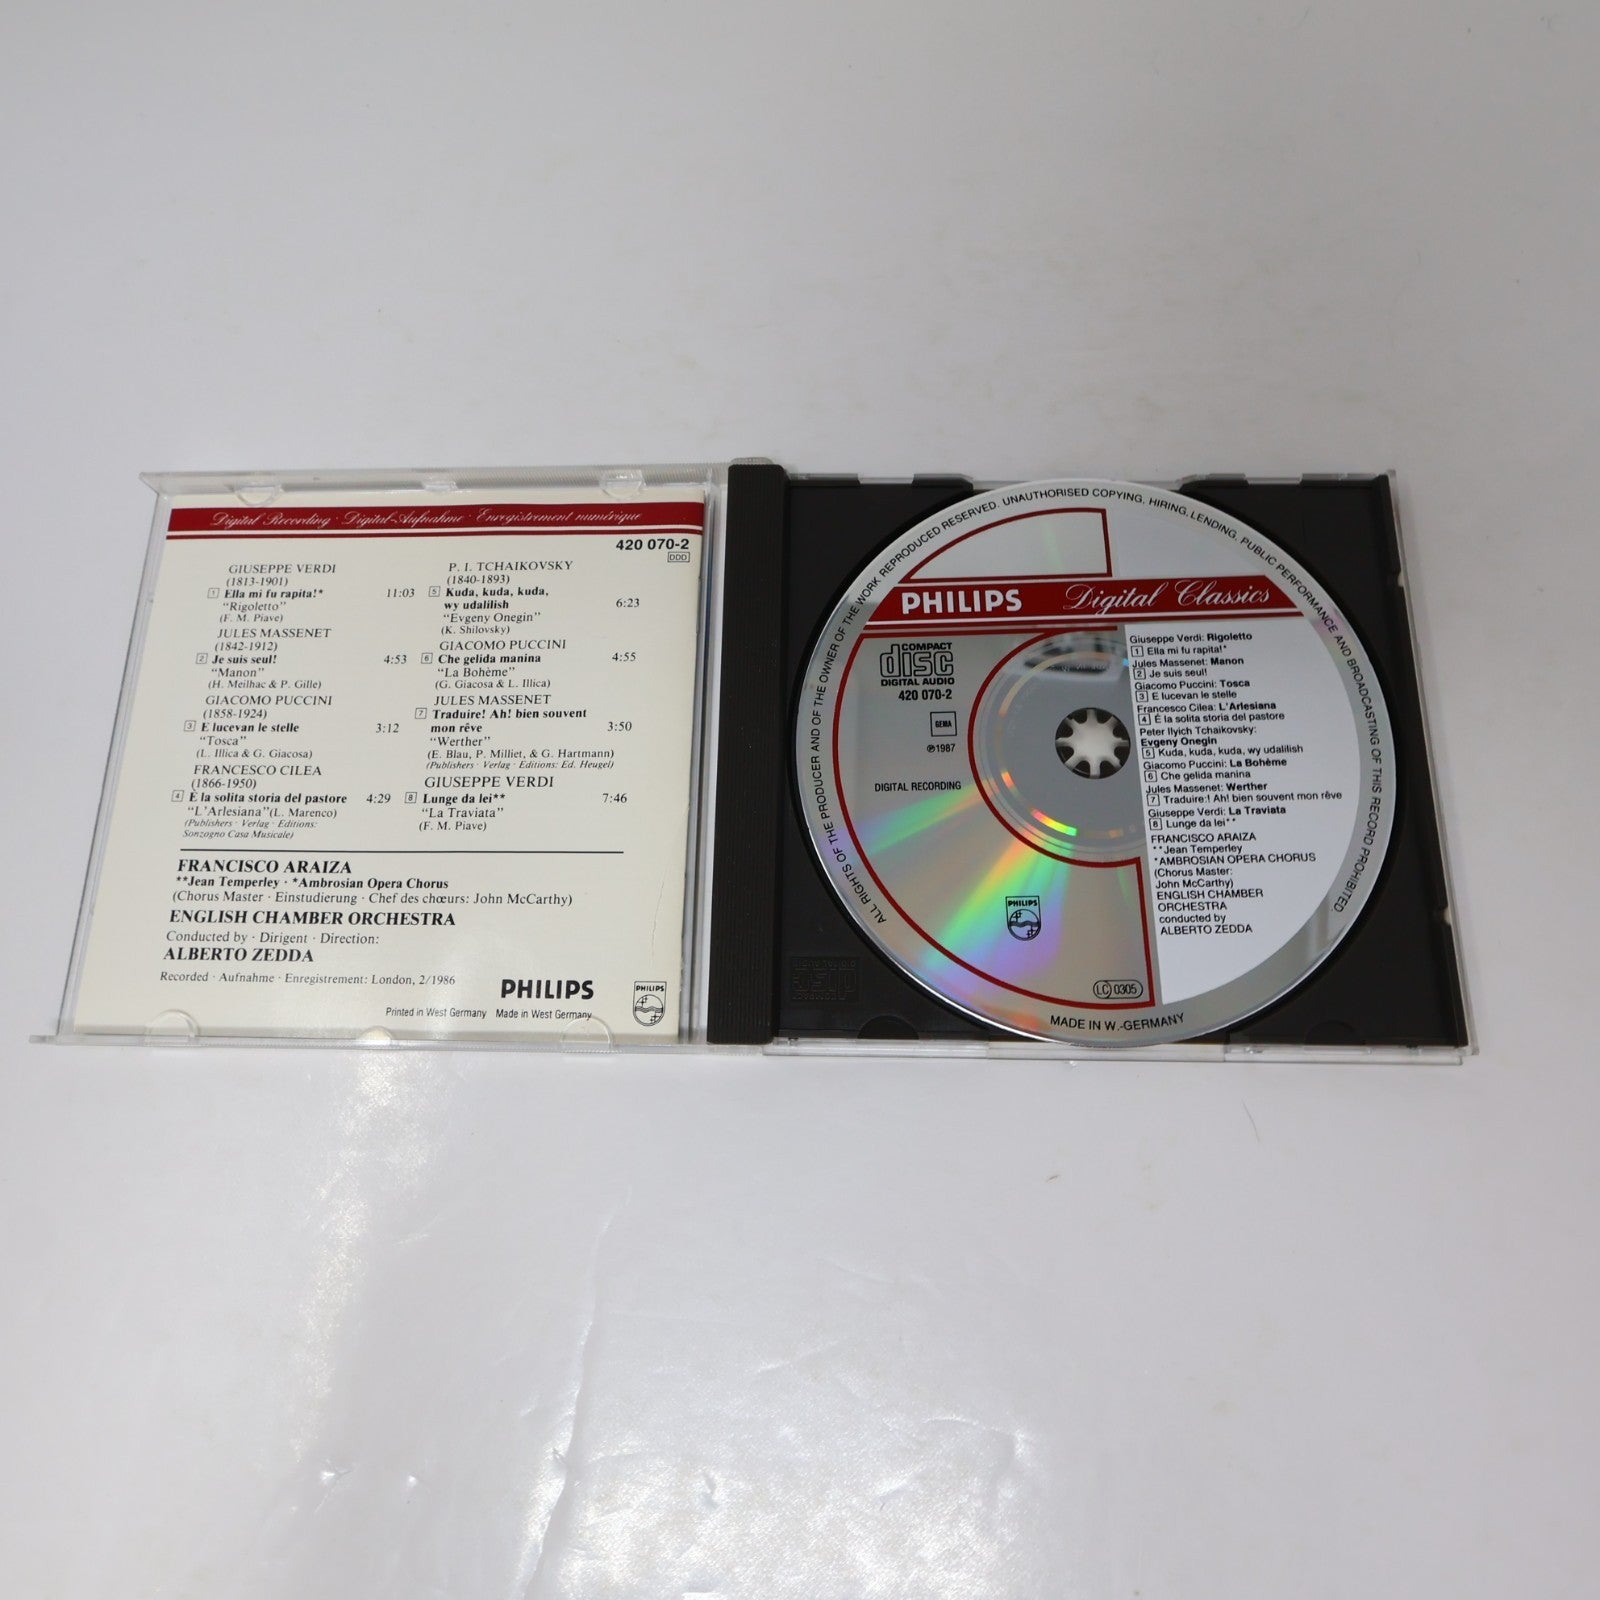 Digital Recording · Digital-Aufnahme · Enregistrement numérique
420 070-2
DDD
GIUSEPPE VERDI
(1813-1901)
1 Ella mi fu rapita!* 11:03
"Rigoletto"
(F. M. Piave)
JULES MASSENET
(1842-1912)
2 Je suis seul! 4:53
"Manon"
(H. Meilhac & P. Gille)
GIACOMO PUCCINI
(1858-1924)
3 E lucevan le stelle 3:12
"Tosca"
(L. Illica & G. Giacosa)
FRANCESCO CILEA
(1866-1950)
4 È la solita storia del pastore 4:29
"L'Arlesiana" (L. Marenco)
(Publishers · Verlag · Editions:
Sonzogno Casa Musicale)
P. I. TCHAIKOVSKY
(1840-1893)
5 Kuda, kuda, kuda,
wy udalilish 6:23
"Evgeny Onegin"
(K. Shilovsky)
GIACOMO PUCCINI
6 Che gelida manina 4:55
"La Bohème"
(G. Giacosa & L. Illica)
JULES MASSENET
7 Traduire! Ah! bien souvent
mon rêve 3:50
"Werther"
(E. Blau, P. Milliet, & G. Hartmann)
(Publishers · Verlag · Editions: Ed. Heugel)
GIUSEPPE VERDI
8 Lunge da lei** 7:46
"La Traviata"
(F. M. Piave)
FRANCISCO ARAIZA
**Jean Temperley · *Ambrosian Opera Chorus
(Chorus Master · Einstudierung · Chef des chœurs: John McCarthy)
ENGLISH CHAMBER ORCHESTRA
Conducted by · Dirigent · Direction:
ALBERTO ZEDDA
Recorded · Aufnahme · Enregistrement: London, 2/1986
PHILIPS
PHILIPS
Printed in West Germany Made in West Germany
ALL RIGHTS OF THE PRODUCER AND OF THE OWNER OF THE WORK REPRODUCED RESERVED. UNAUTHORISED COPYING, HIRING, LENDING, PUBLIC PERFORMANCE AND BROADCASTING OF THIS RECORD PROHIBITED
PHILIPS Digital Classics
COMPACT
disc
DIGITAL AUDIO
420 070-2
GEMA
℗1987
DIGITAL RECORDING
Giuseppe Verdi: Rigoletto
1 Ella mi fu rapita!*
Jules Massenet: Manon
2 Je suis seul!
Giacomo Puccini: Tosca
3 E lucevan le stelle
Francesco Cilea: L'Arlesiana
4 È la solita storia del pastore
Peter Ilyich Tchaikovsky:
Evgeny Onegin
5 Kuda, kuda, kuda, wy udalilish
Giacomo Puccini: La Bohème
6 Che gelida manina
Jules Massenet: Werther
7 Traduire:! Ah! bien souvent mon rêve
Giuseppe Verdi: La Traviata
8 Lunge da lei**
FRANCISCO ARAIZA
**Jean Temperley
*AMBROSIAN OPERA CHORUS
(Chorus Master:
John McCarthy)
ENGLISH CHAMBER
ORCHESTRA
conducted by
ALBERTO ZEDDA
PHILIPS
LC 0305
MADE IN W.-GERMANY
COMPACT
disc
DIGITAL AUDIO